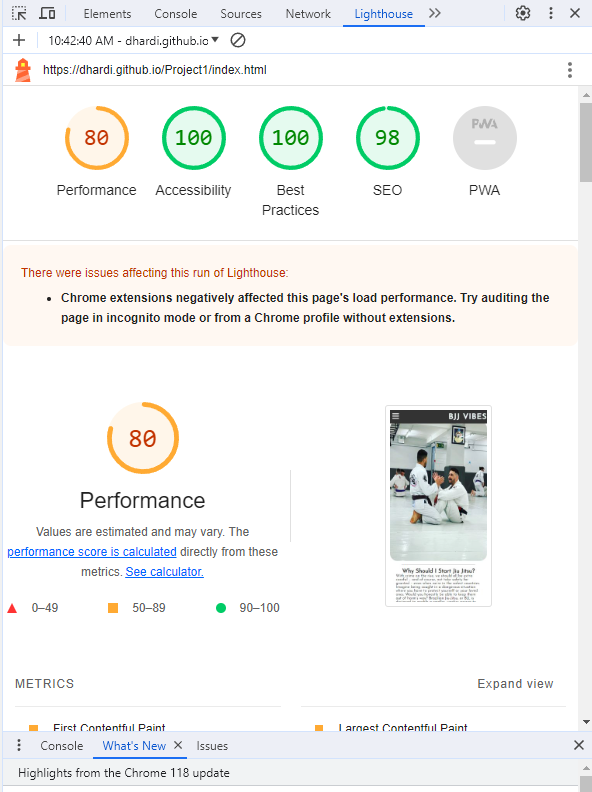 Elements Console Sources Network Lighthouse
10:42:40 AM - dhardi.github.io
https://dhardi.github.io/Project1/index.html
80 100 100 98 PWA
Performance Accessibility Best Practices SEO PWA
There were issues affecting this run of Lighthouse:
• Chrome extensions negatively affected this page's load performance. Try auditing the
page in incognito mode or from a Chrome profile without extensions.
80
Performance
Values are estimated and may vary. The
performance score is calculated directly from these
metrics. See calculator.
0–49 50–89 90–100
BJJ VIBES
Why Should I Start Jiu Jitsu?
METRICS Expand view
First Contentful Paint Largest Contentful Paint
Console What's New Issues
Highlights from the Chrome 118 update